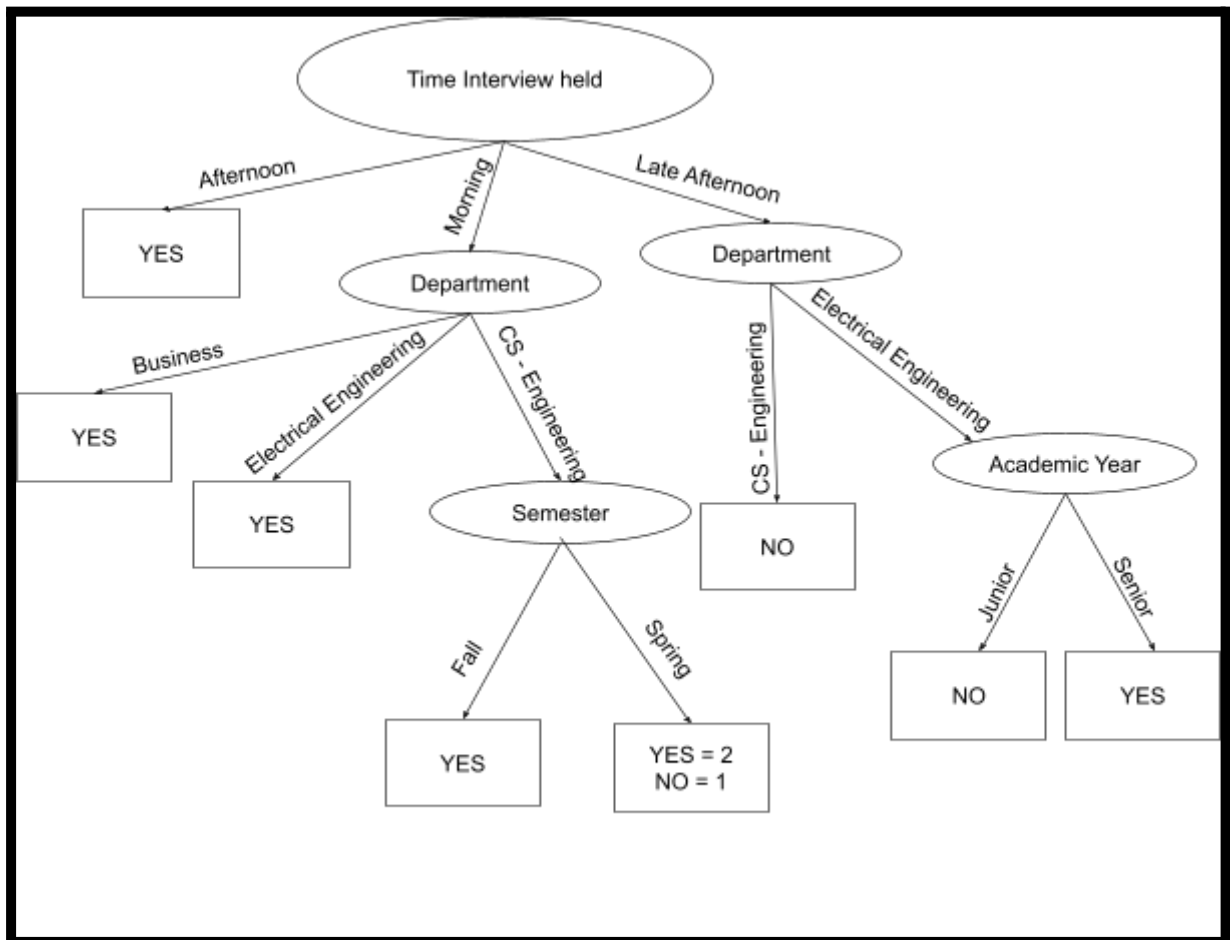 Time Interview held
Afternoon
Morning
Late Afternoon
YES
Department
Department
Business
Electrical Engineering
CS - Engineering
CS - Engineering
Electrical Engineering
YES
YES
Semester
NO
Academic Year
Fall
Spring
Junior
Senior
YES
YES = 2
NO = 1
NO
YES